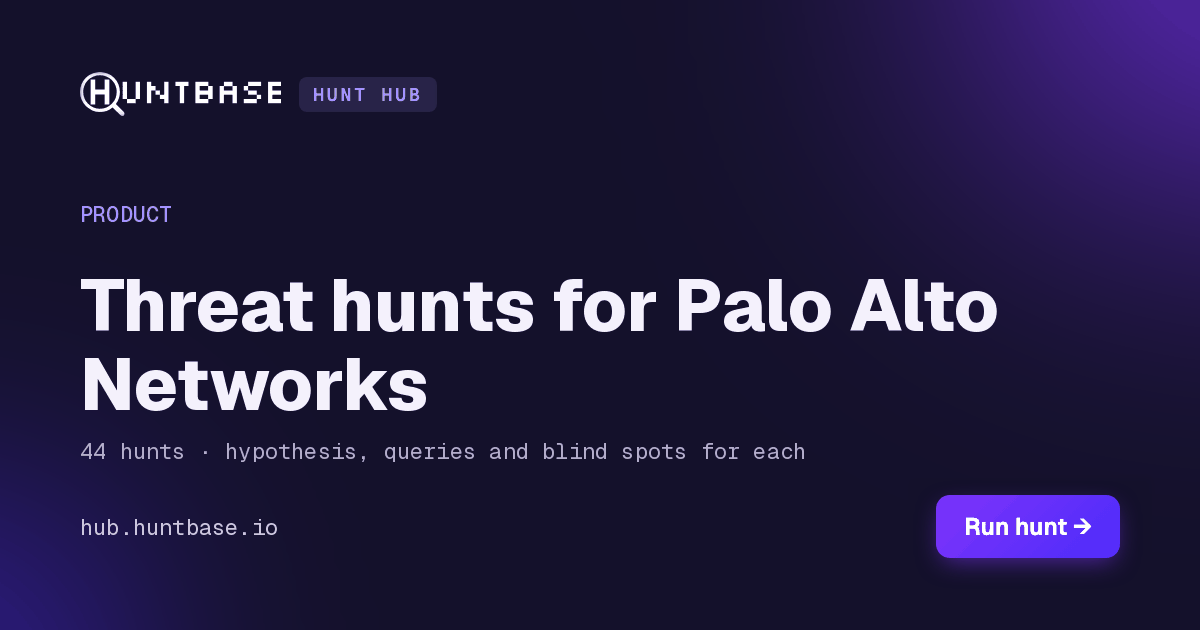 HUNTBASE HUNT HUB
PRODUCT
Threat hunts for Palo Alto
Networks
44 hunts · hypothesis, queries and blind spots for each
hub.huntbase.io
Run hunt →